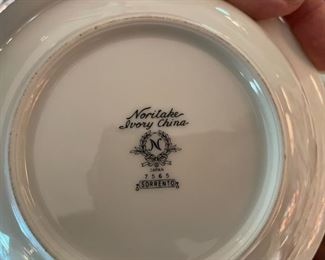 Noritake
Ivory China
N
JAPAN
7565
SORRENTO